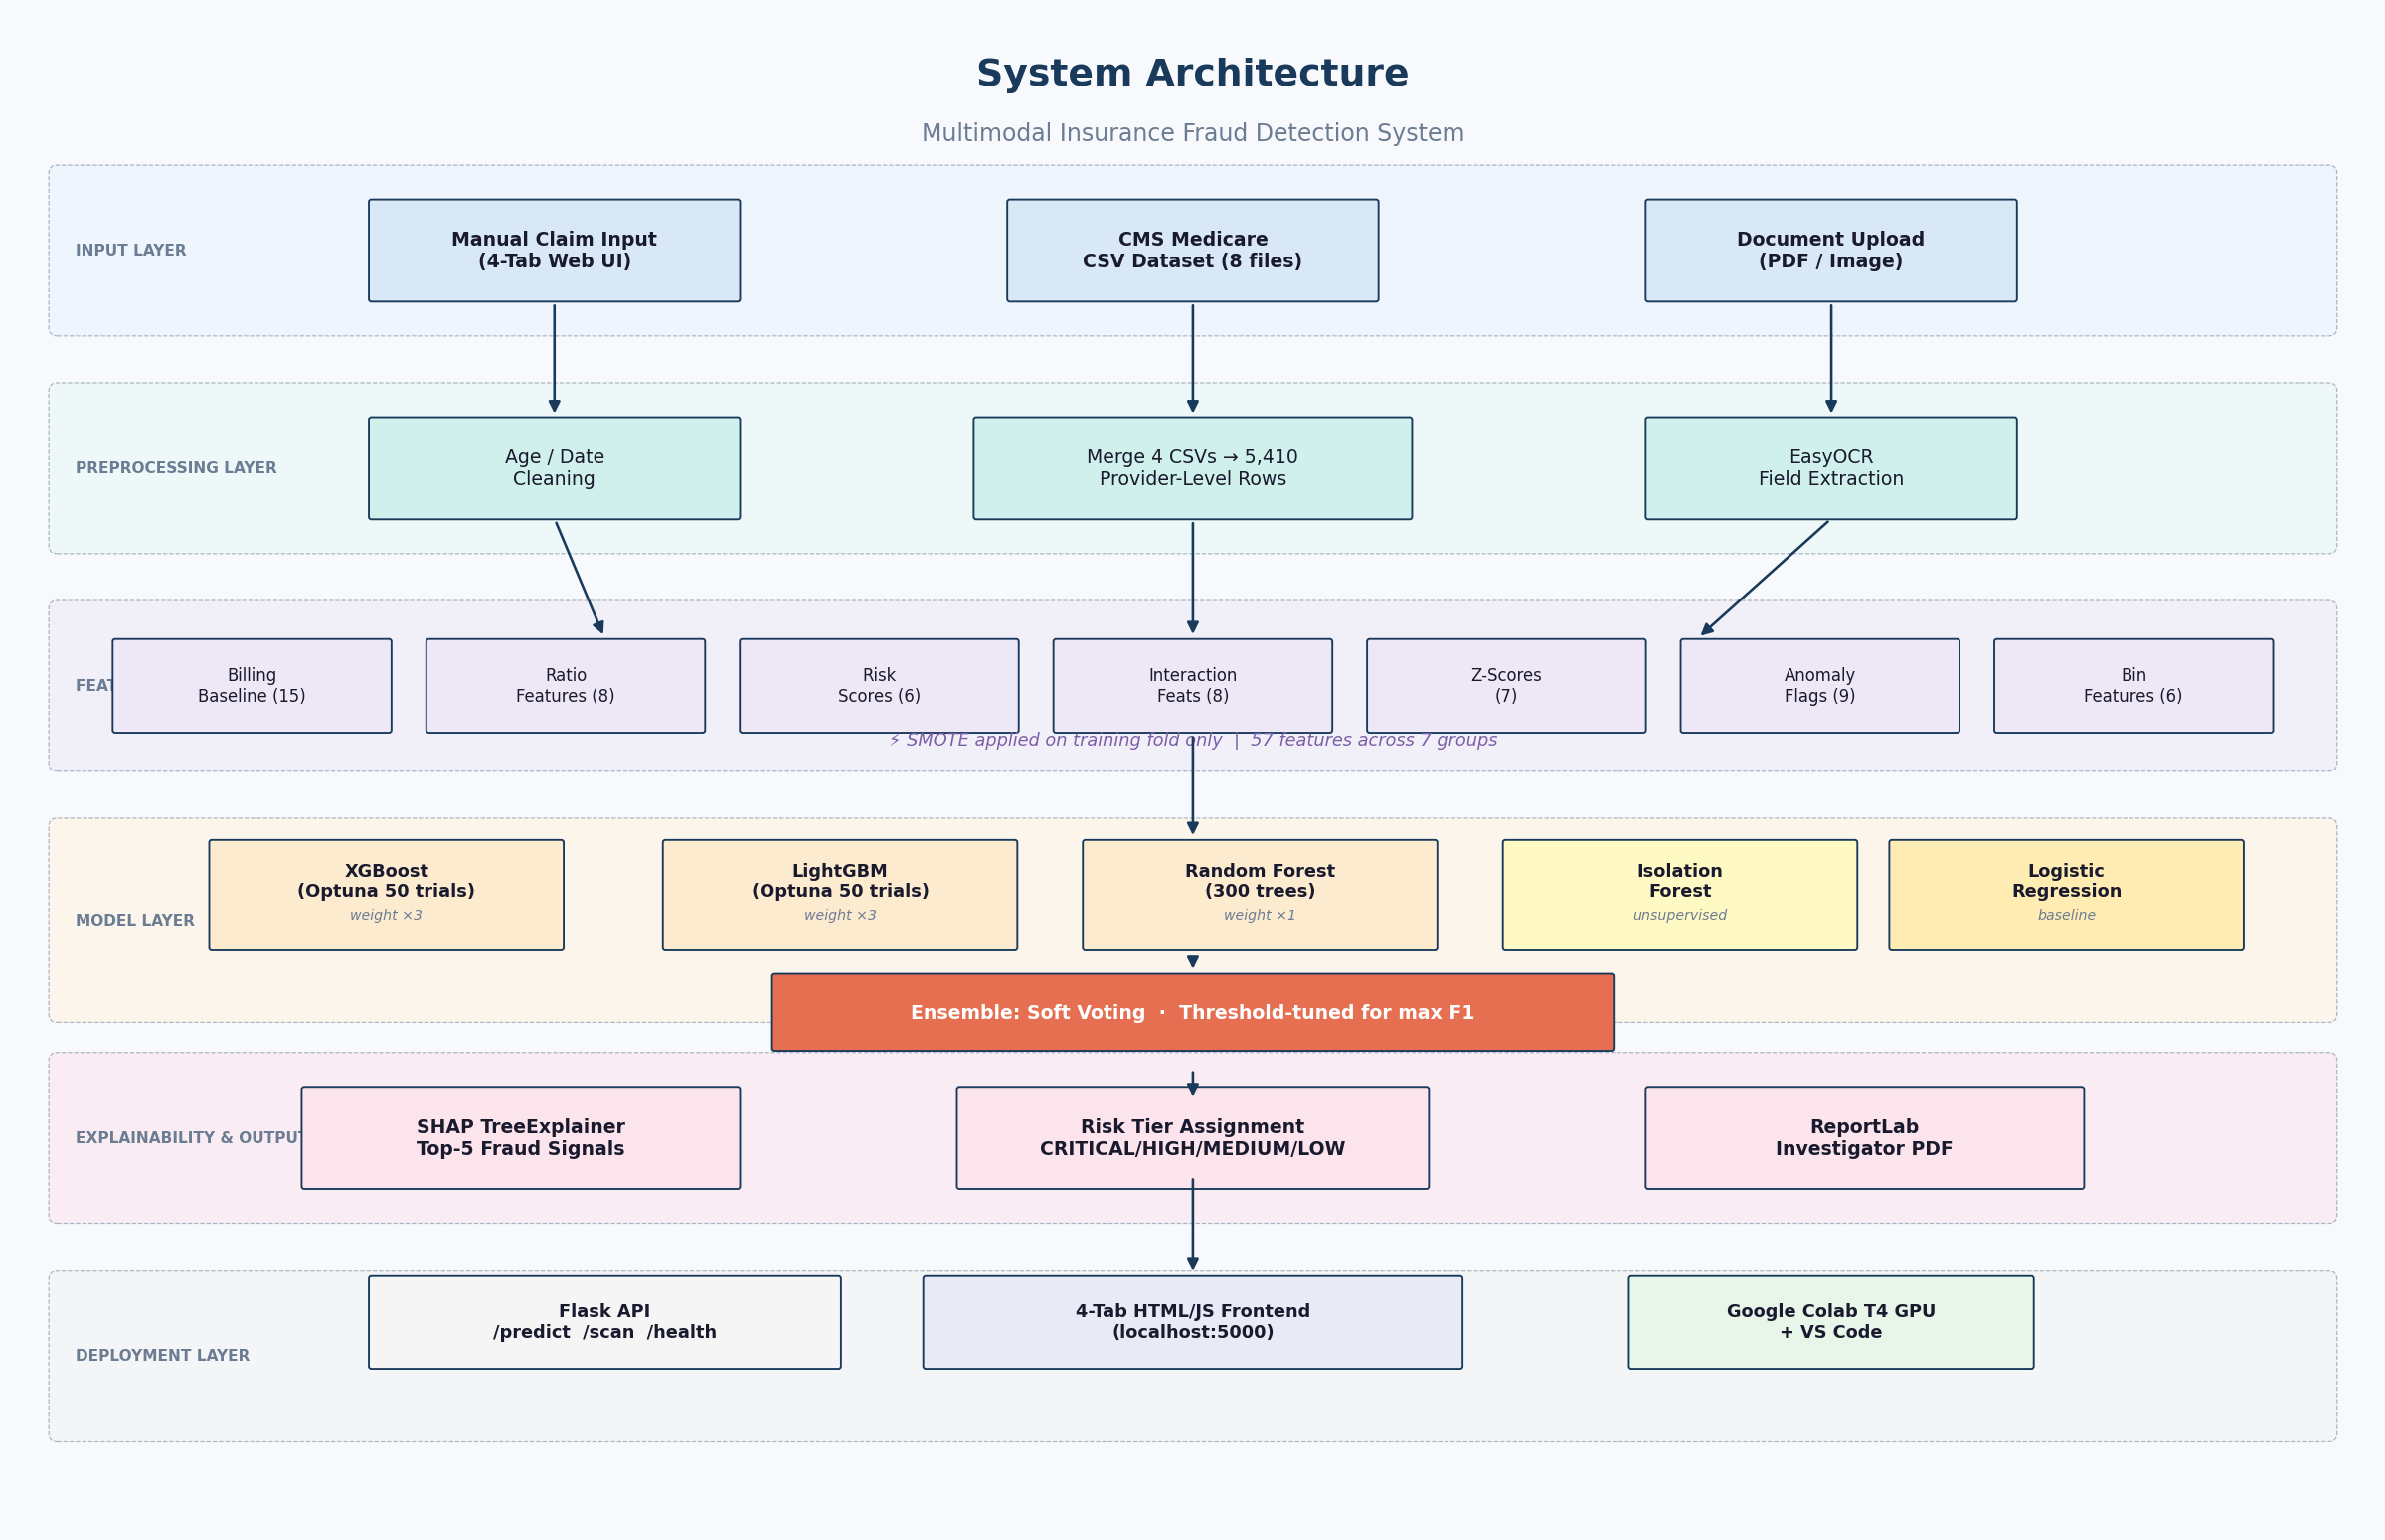 System Architecture
Multimodal Insurance Fraud Detection System
INPUT LAYER
Manual Claim Input
(4-Tab Web UI)
CMS Medicare
CSV Dataset (8 files)
Document Upload
(PDF / Image)
PREPROCESSING LAYER
Age / Date
Cleaning
Merge 4 CSVs → 5,410
Provider-Level Rows
EasyOCR
Field Extraction
FEAT
Billing
Baseline (15)
Ratio
Features (8)
Risk
Scores (6)
Interaction
Feats (8)
Z-Scores
(7)
Anomaly
Flags (9)
Bin
Features (6)
⚡ SMOTE applied on training fold only | 57 features across 7 groups
MODEL LAYER
XGBoost
(Optuna 50 trials)
weight ×3
LightGBM
(Optuna 50 trials)
weight ×3
Random Forest
(300 trees)
weight ×1
Isolation
Forest
unsupervised
Logistic
Regression
baseline
Ensemble: Soft Voting · Threshold-tuned for max F1
EXPLAINABILITY & OUTPUT
SHAP TreeExplainer
Top-5 Fraud Signals
Risk Tier Assignment
CRITICAL/HIGH/MEDIUM/LOW
ReportLab
Investigator PDF
DEPLOYMENT LAYER
Flask API
/predict /scan /health
4-Tab HTML/JS Frontend
(localhost:5000)
Google Colab T4 GPU
+ VS Code